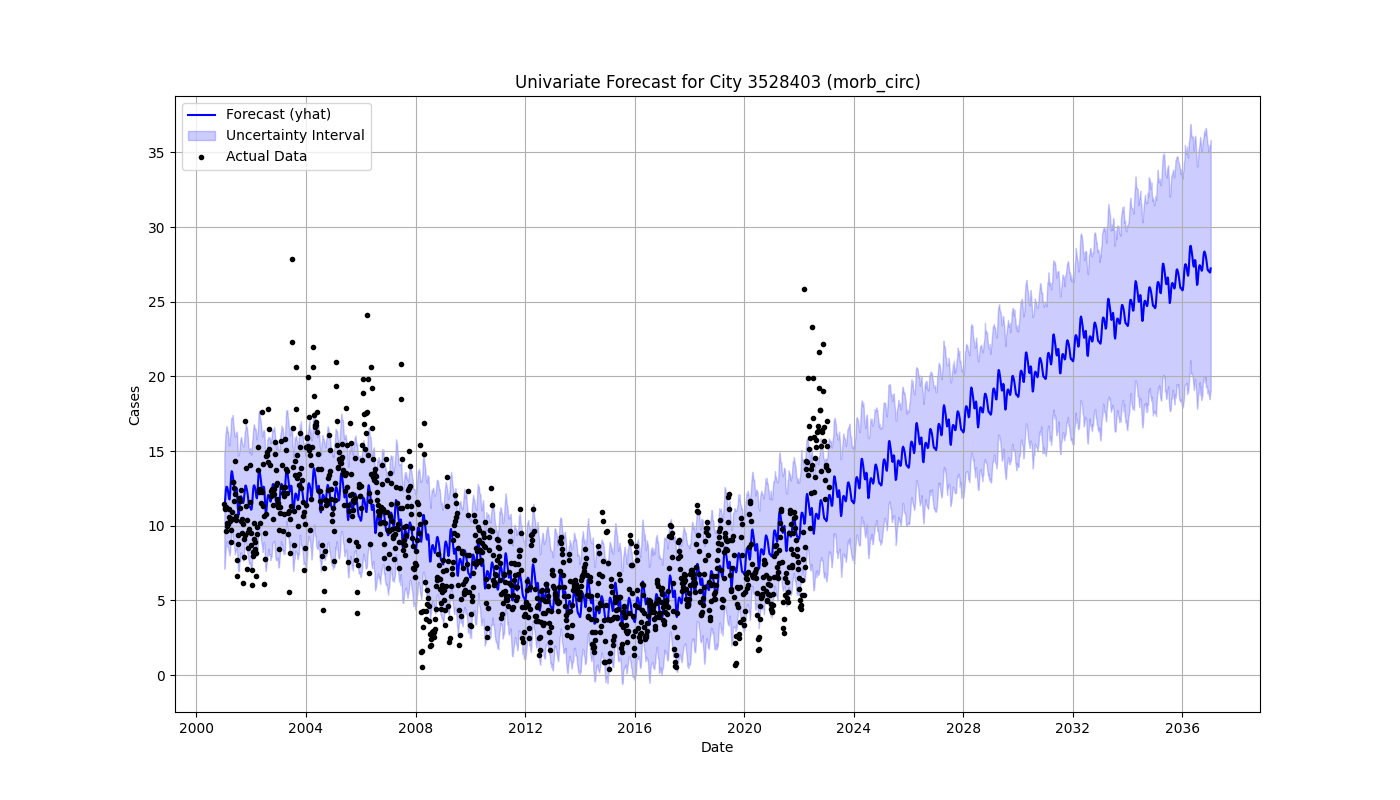 Univariate Forecast for City 3528403 (morb_circ)
Forecast (yhat)
Uncertainty Interval
Actual Data
35
30
25
20
15
10
5
0
Cases
2000 2004 2008 2012 2016 2020 2024 2028 2032 2036
Date